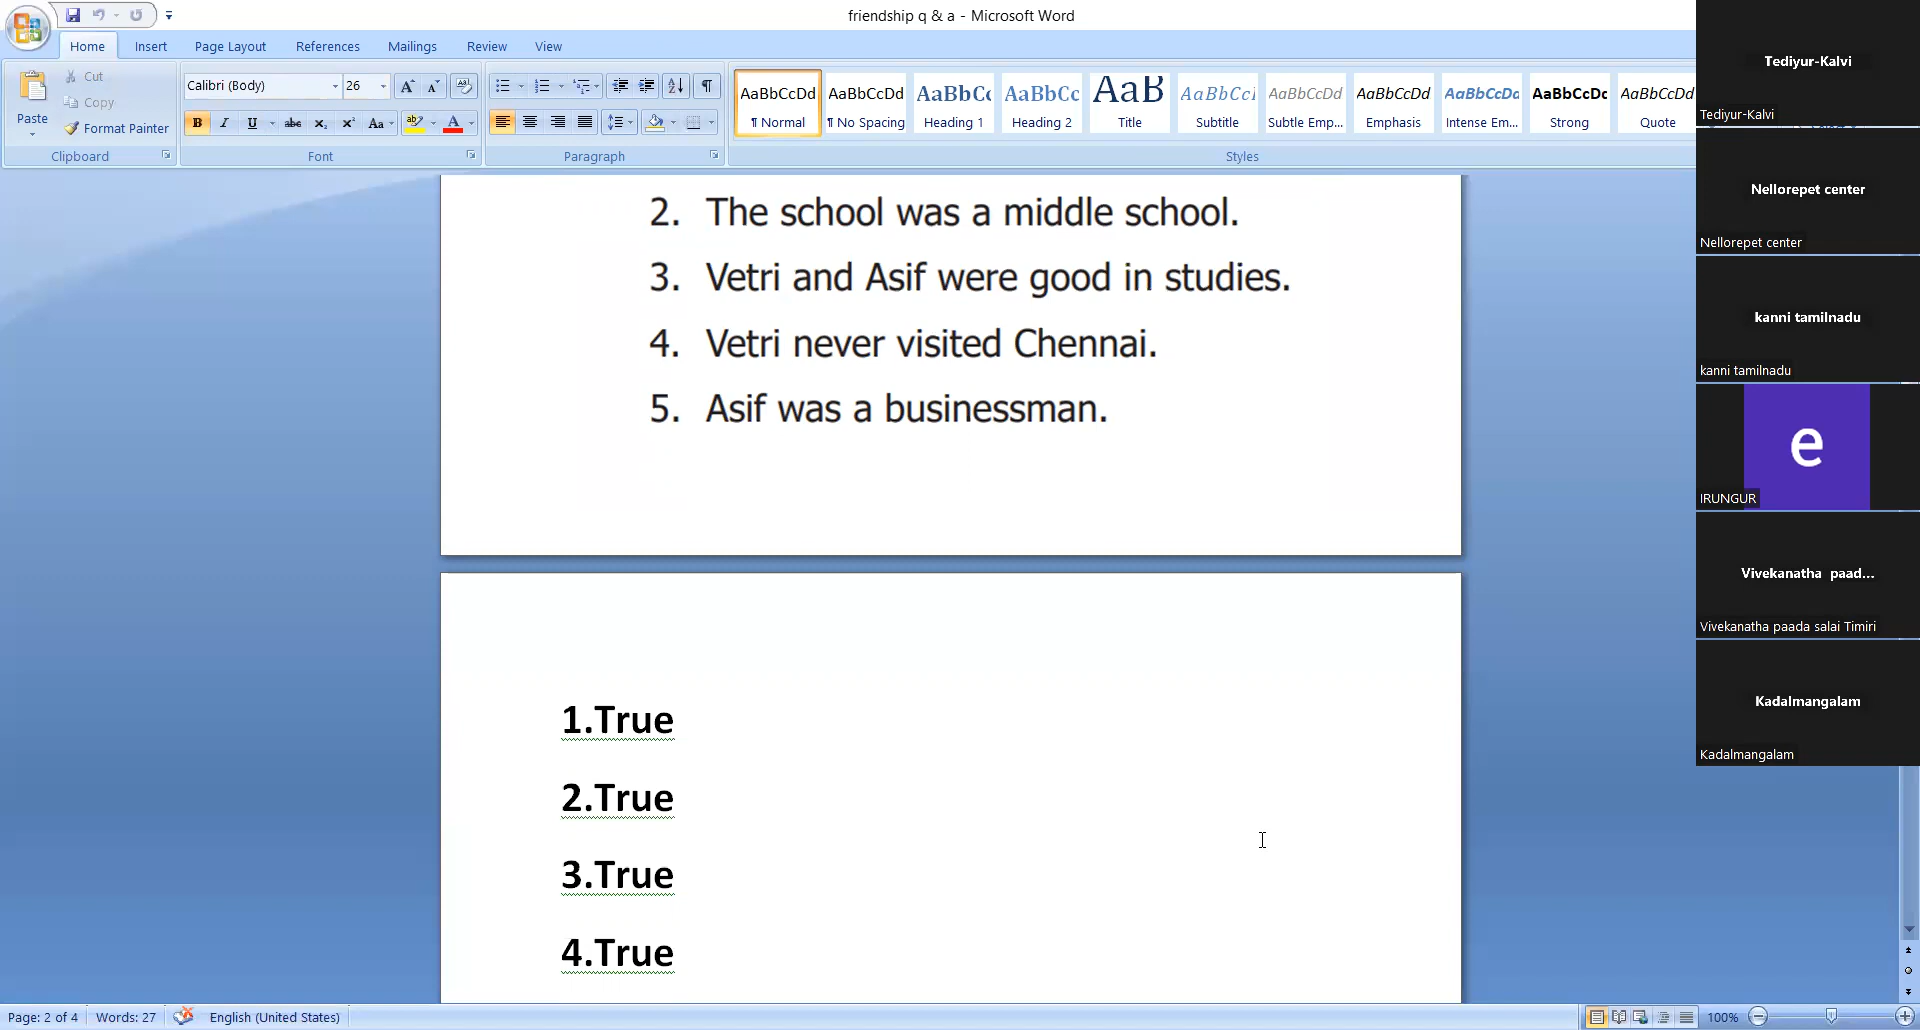 friendship q & a - Microsoft Word
Home Insert Page Layout References Mailings Review View
Paste
Cut
Copy
Format Painter
Clipboard
Calibri (Body) 26
Font
Paragraph
AaBbCcDd AaBbCcDd AaBbCc AaBbCc AaB AaBbCcI AaBbCcDd AaBbCcDd AaBbCcDd AaBbCcDc AaBbCcDd
¶ Normal ¶ No Spacing Heading 1 Heading 2 Title Subtitle Subtle Emp... Emphasis Intense Em... Strong Quote
Styles
2. The school was a middle school.
3. Vetri and Asif were good in studies.
4. Vetri never visited Chennai.
5. Asif was a businessman.
1.True
2.True
3.True
4.True
Tediyur-Kalvi
Tediyur-Kalvi
Nellorepet center
Nellorepet center
kanni tamilnadu
kanni tamilnadu
e
IRUNGUR
Vivekanatha paad...
Vivekanatha paada salai Timiri
Kadalmangalam
Kadalmangalam
Page: 2 of 4 Words: 27 English (United States) 100%